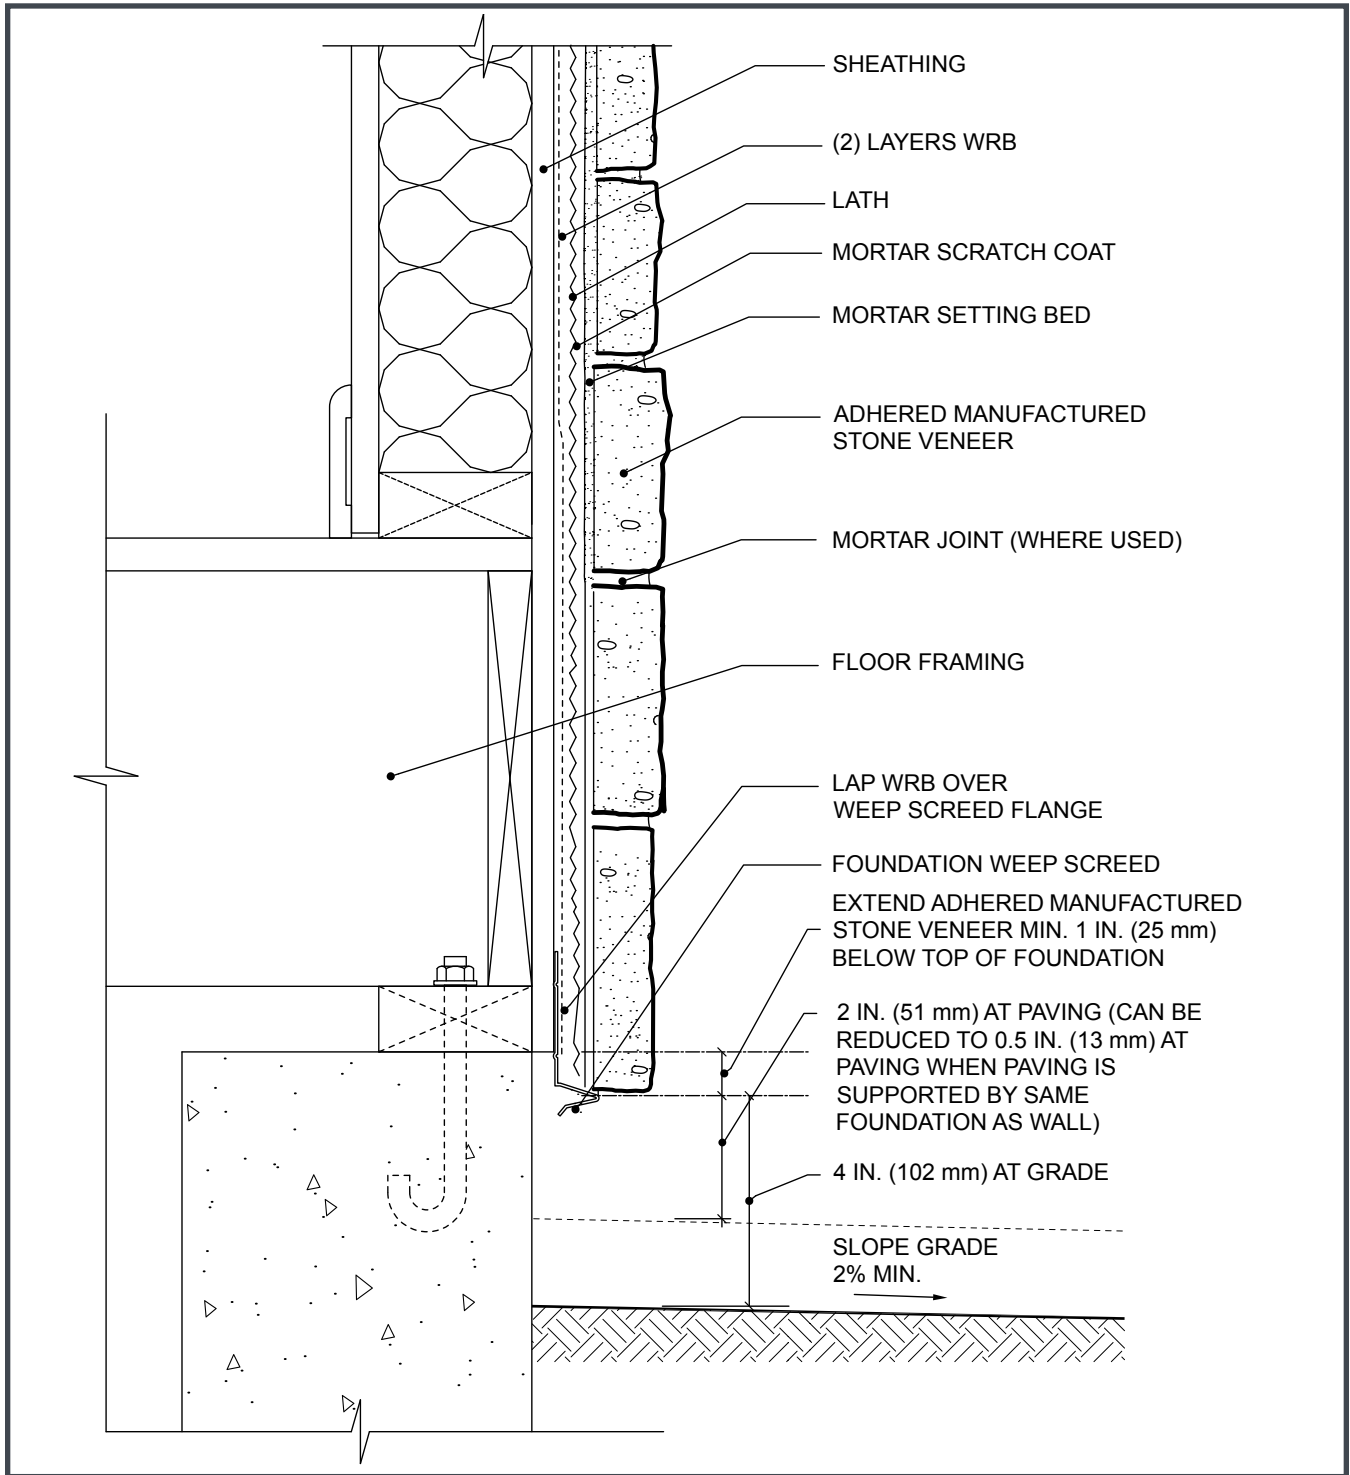 SHEATHING
(2) LAYERS WRB
LATH
MORTAR SCRATCH COAT
MORTAR SETTING BED
ADHERED MANUFACTURED
STONE VENEER
MORTAR JOINT (WHERE USED)
FLOOR FRAMING
LAP WRB OVER
WEEP SCREED FLANGE
FOUNDATION WEEP SCREED
EXTEND ADHERED MANUFACTURED
STONE VENEER MIN. 1 IN. (25 mm)
BELOW TOP OF FOUNDATION
2 IN. (51 mm) AT PAVING (CAN BE
REDUCED TO 0.5 IN. (13 mm) AT
PAVING WHEN PAVING IS
SUPPORTED BY SAME
FOUNDATION AS WALL)
4 IN. (102 mm) AT GRADE
SLOPE GRADE
2% MIN.